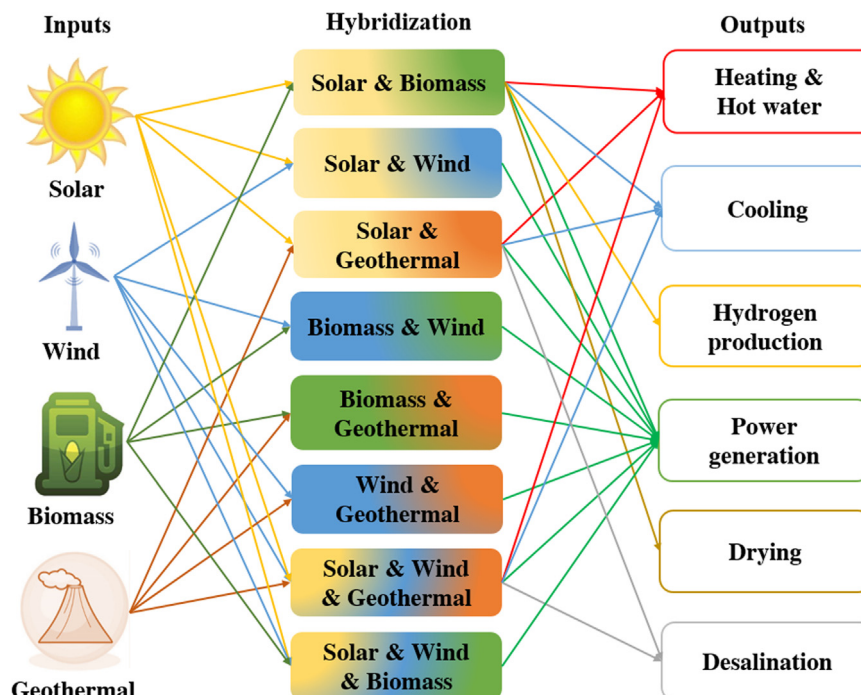 Inputs
Hybridization
Outputs
Solar
Wind
Biomass
Geothermal
Solar & Biomass
Solar & Wind
Solar &
Geothermal
Biomass & Wind
Biomass &
Geothermal
Wind &
Geothermal
Solar & Wind
& Geothermal
Solar & Wind
& Biomass
Heating &
Hot water
Cooling
Hydrogen
production
Power
generation
Drying
Desalination